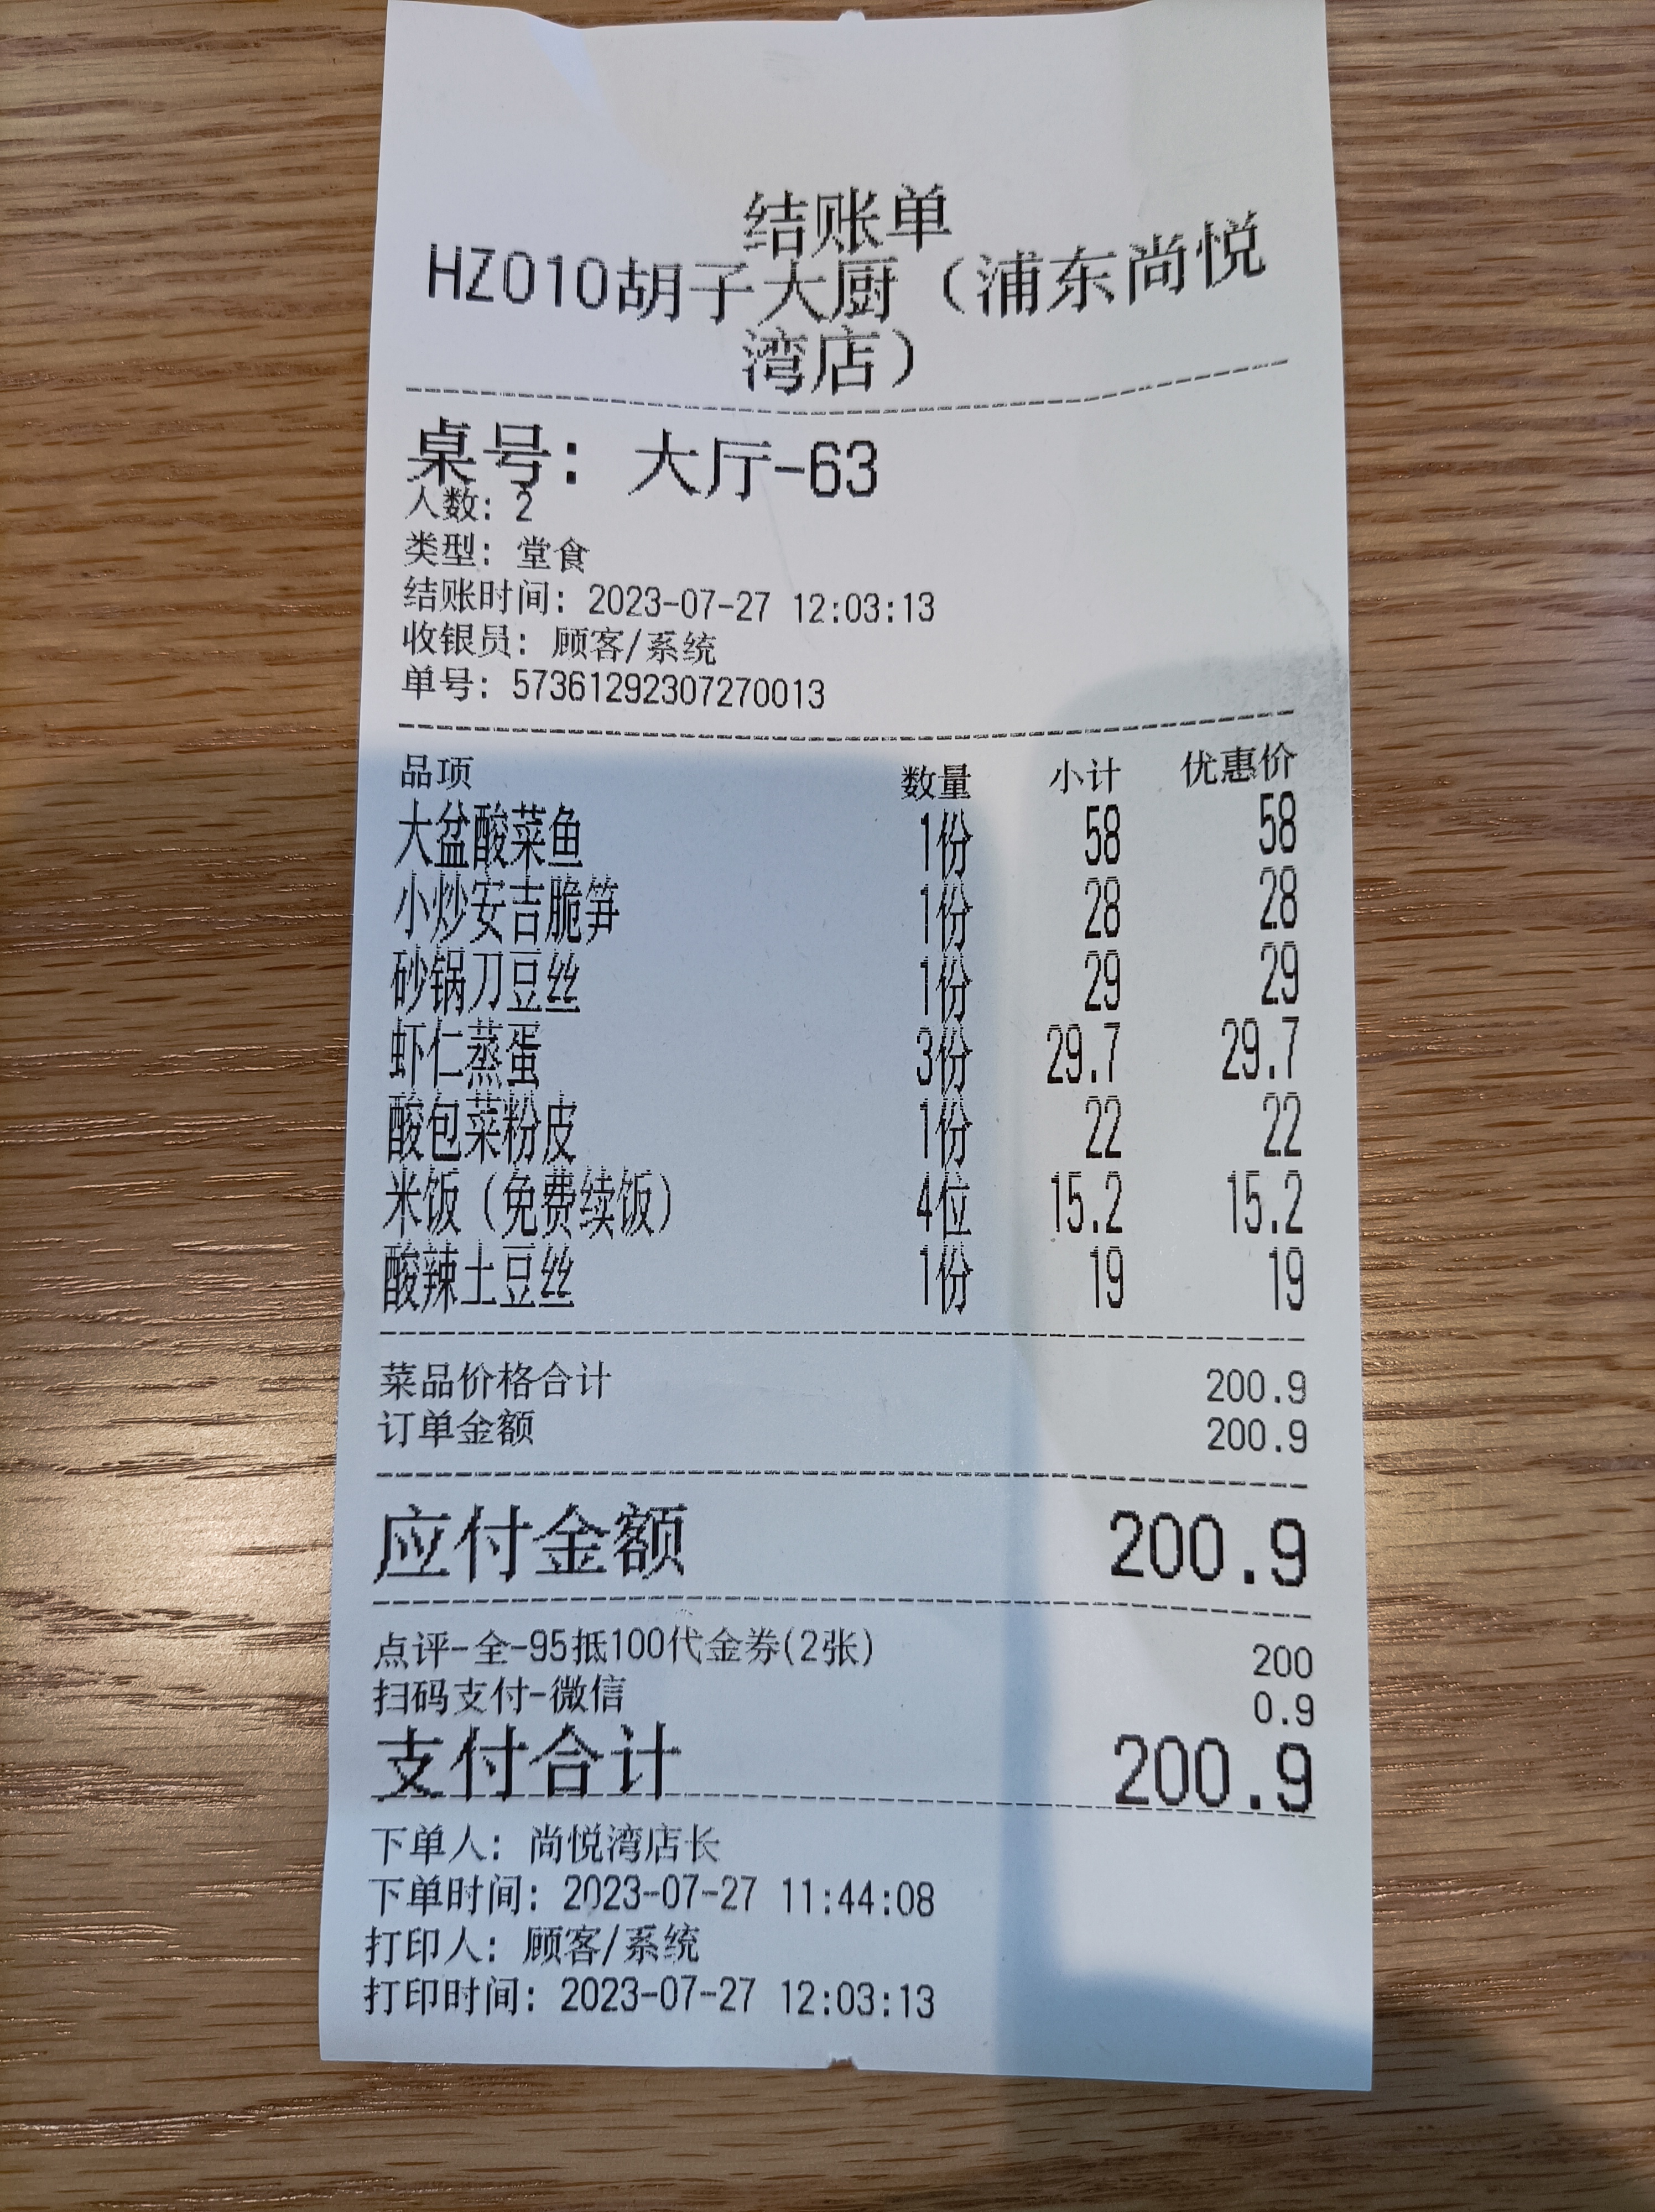 结账单
HZ010胡子大厨（浦东尚悦
湾店）
桌号：大厅-63
人数：2
类型：堂食
结账时间：2023-07-27 12:03:13
收银员：顾客/系统
单号：57361292307270013
品项 数量 小计 优惠价
大盆酸菜鱼 1份 58 58
小炒安吉脆笋 1份 28 28
砂锅刀豆丝 1份 29 29
虾仁蒸蛋 3份 29.7 29.7
酸包菜粉皮 1份 22 22
米饭（免费续饭） 4位 15.2 15.2
酸辣土豆丝 1份 19 19
菜品价格合计 200.9
订单金额 200.9
应付金额 200.9
点评-全-95抵100代金券(2张) 200
扫码支付-微信 0.9
支付合计 200.9
下单人：尚悦湾店长
下单时间：2023-07-27 11:44:08
打印人：顾客/系统
打印时间：2023-07-27 12:03:13